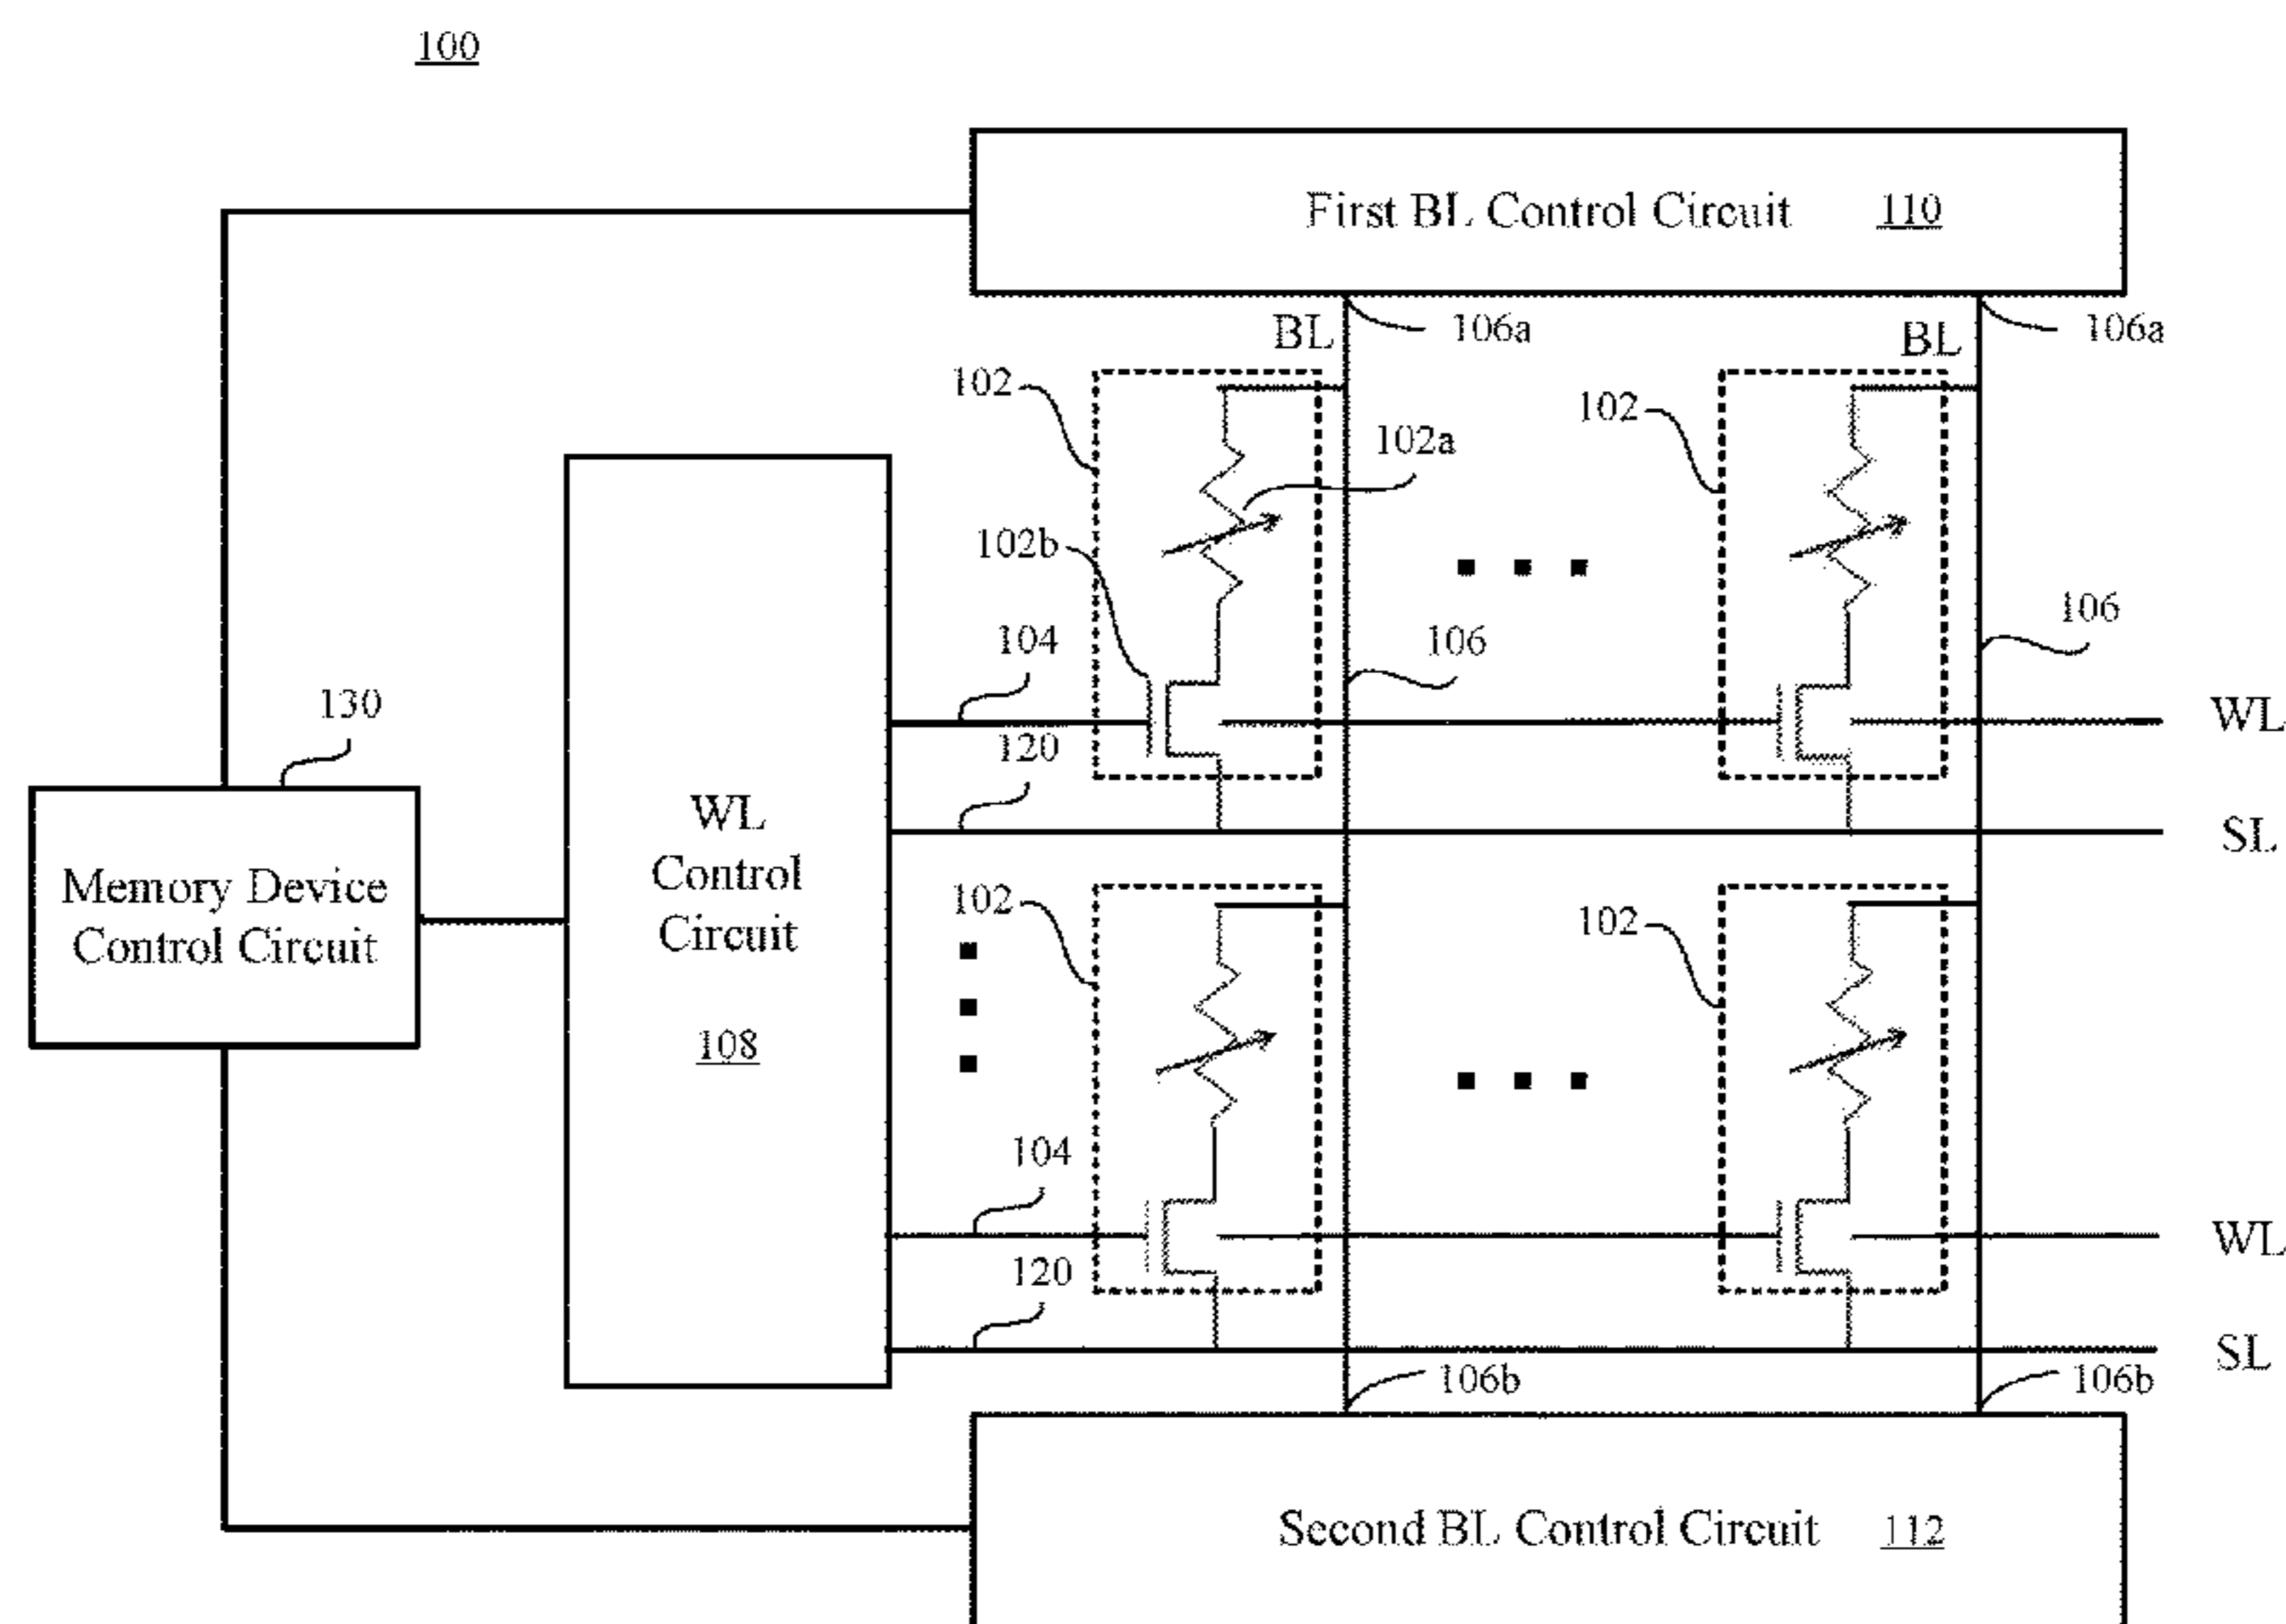 100
First BL Control Circuit 110
BL 106a BL 106a
102 102
102a
102b
104 106 106
130
WL
120
WL
Control
Circuit
108
SL
Memory Device
Control Circuit
102 102
104
WL
120
SL
106b 106b
Second BL Control Circuit 112